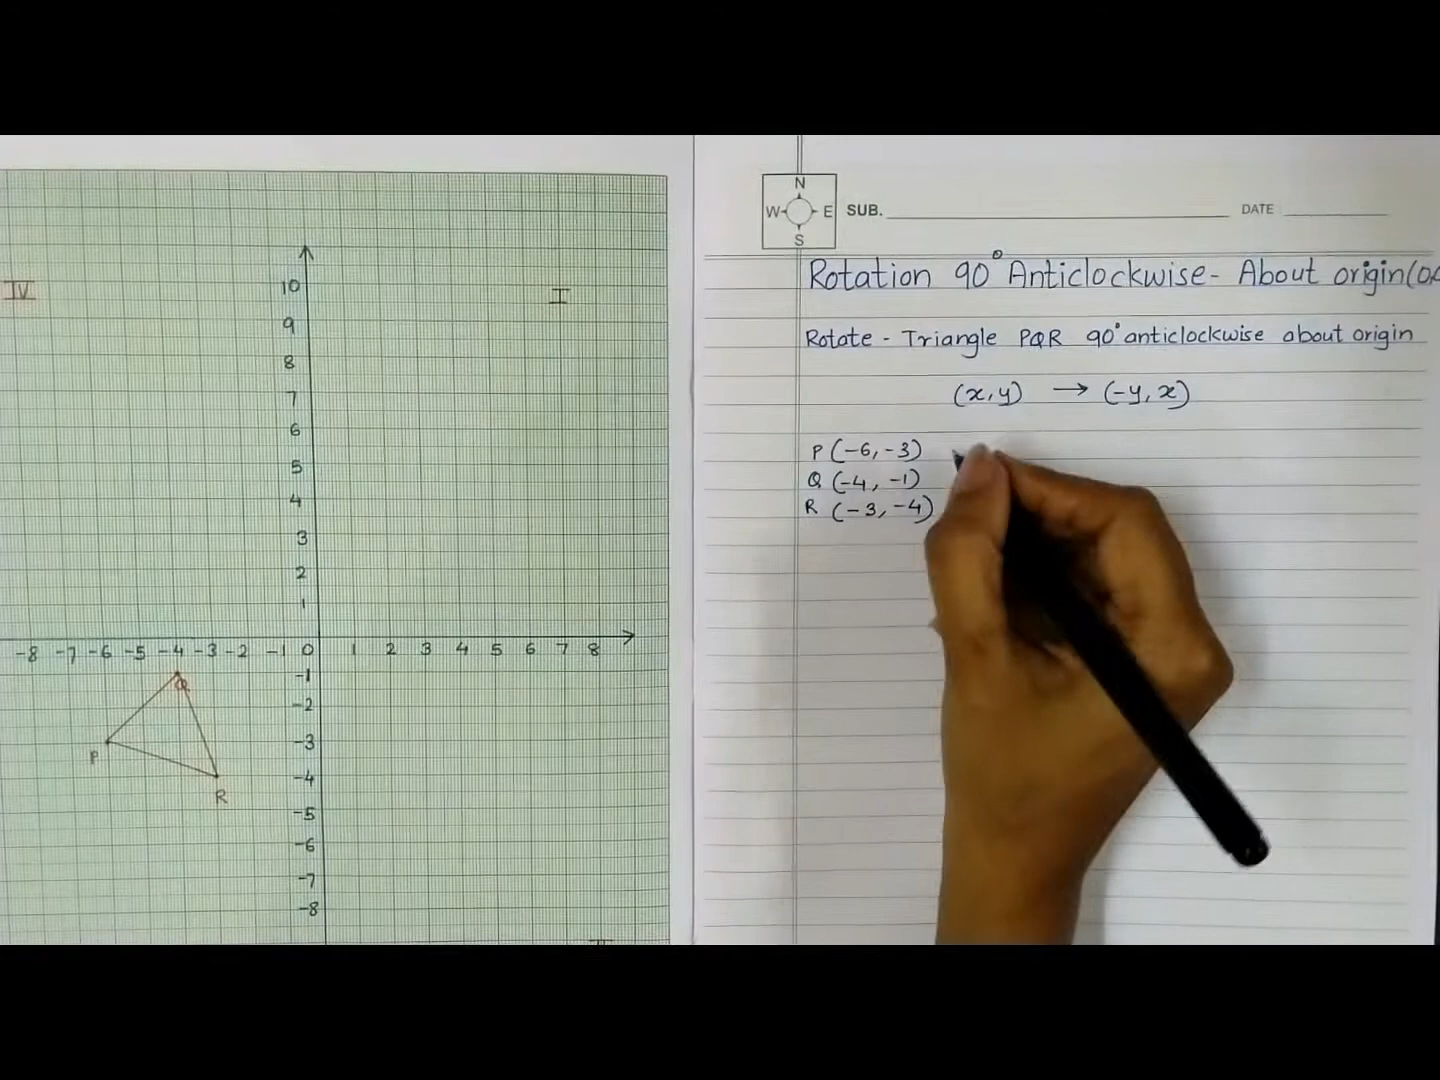 IV
I
10
9
8
7
6
5
4
3
2
1
-8 -7 -6 -5 -4 -3 -2 -1 0 1 2 3 4 5 6 7 8
-1
Q
-2
-3
P
-4
R
-5
-6
-7
-8
N
W E SUB. DATE
S
Rotation 90° Anticlockwise - About origin (0,
Rotate - Triangle PQR 90° anticlockwise about origin
(x,y) → (-y, x)
P (-6, -3)
Q (-4, -1)
R (-3, -4)